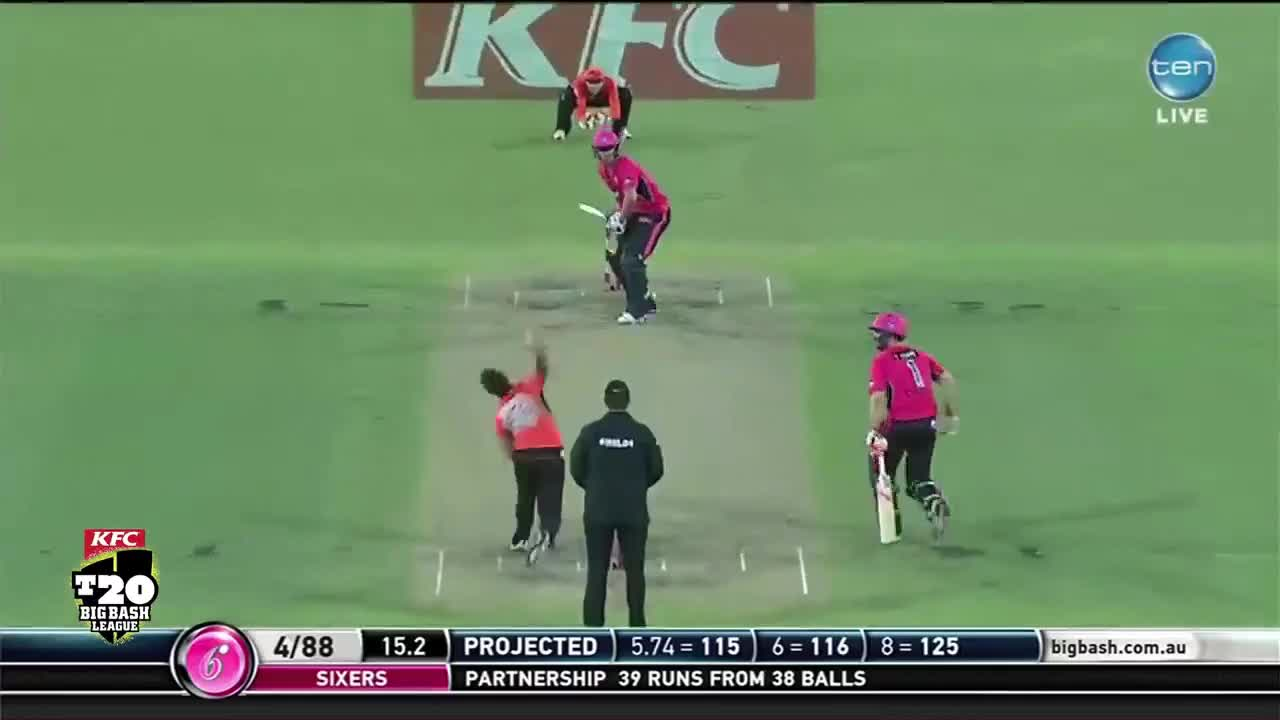 KFC
ten
LIVE
1
KFC
T20
BIG BASH
LEAGUE
6 4/88 15.2 PROJECTED 5.74 = 115 6 = 116 8 = 125 bigbash.com.au
SIXERS PARTNERSHIP 39 RUNS FROM 38 BALLS